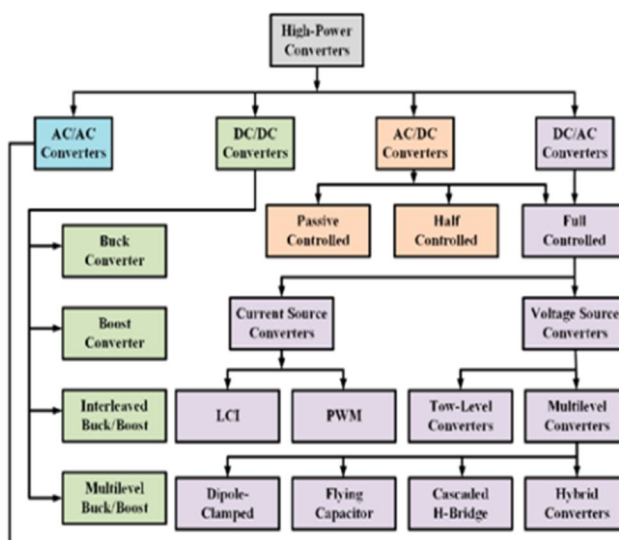 High-Power
Converters
AC/AC
Converters
DC/DC
Converters
AC/DC
Converters
DC/AC
Converters
Passive
Controlled
Half
Controlled
Full
Controlled
Buck
Converter
Current Source
Converters
Voltage Source
Converters
Boost
Converter
Interleaved
Buck/Boost
LCI
PWM
Tow-Level
Converters
Multilevel
Converters
Multilevel
Buck/Boost
Dipole-
Clamped
Flying
Capacitor
Cascaded
H-Bridge
Hybrid
Converters